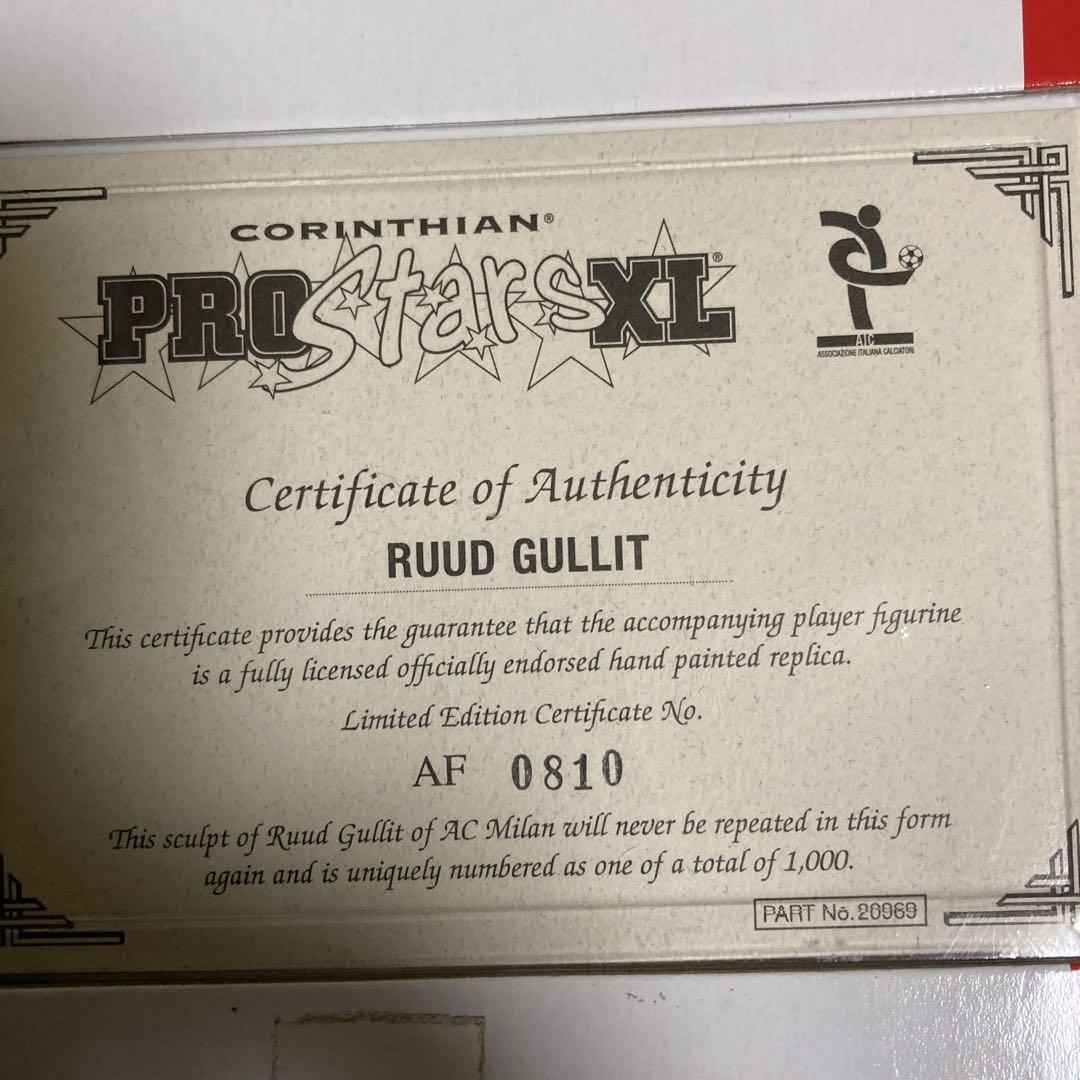 CORINTHIAN®
PROStarsXL®
AIC
ASSOCIAZIONE ITALIANA CALCIATORI
Certificate of Authenticity
RUUD GULLIT
This certificate provides the guarantee that the accompanying player figurine
is a fully licensed officially endorsed hand painted replica.
Limited Edition Certificate No.
AF 0810
This sculpt of Ruud Gullit of AC Milan will never be repeated in this form
again and is uniquely numbered as one of a total of 1,000.
PART No. 20969